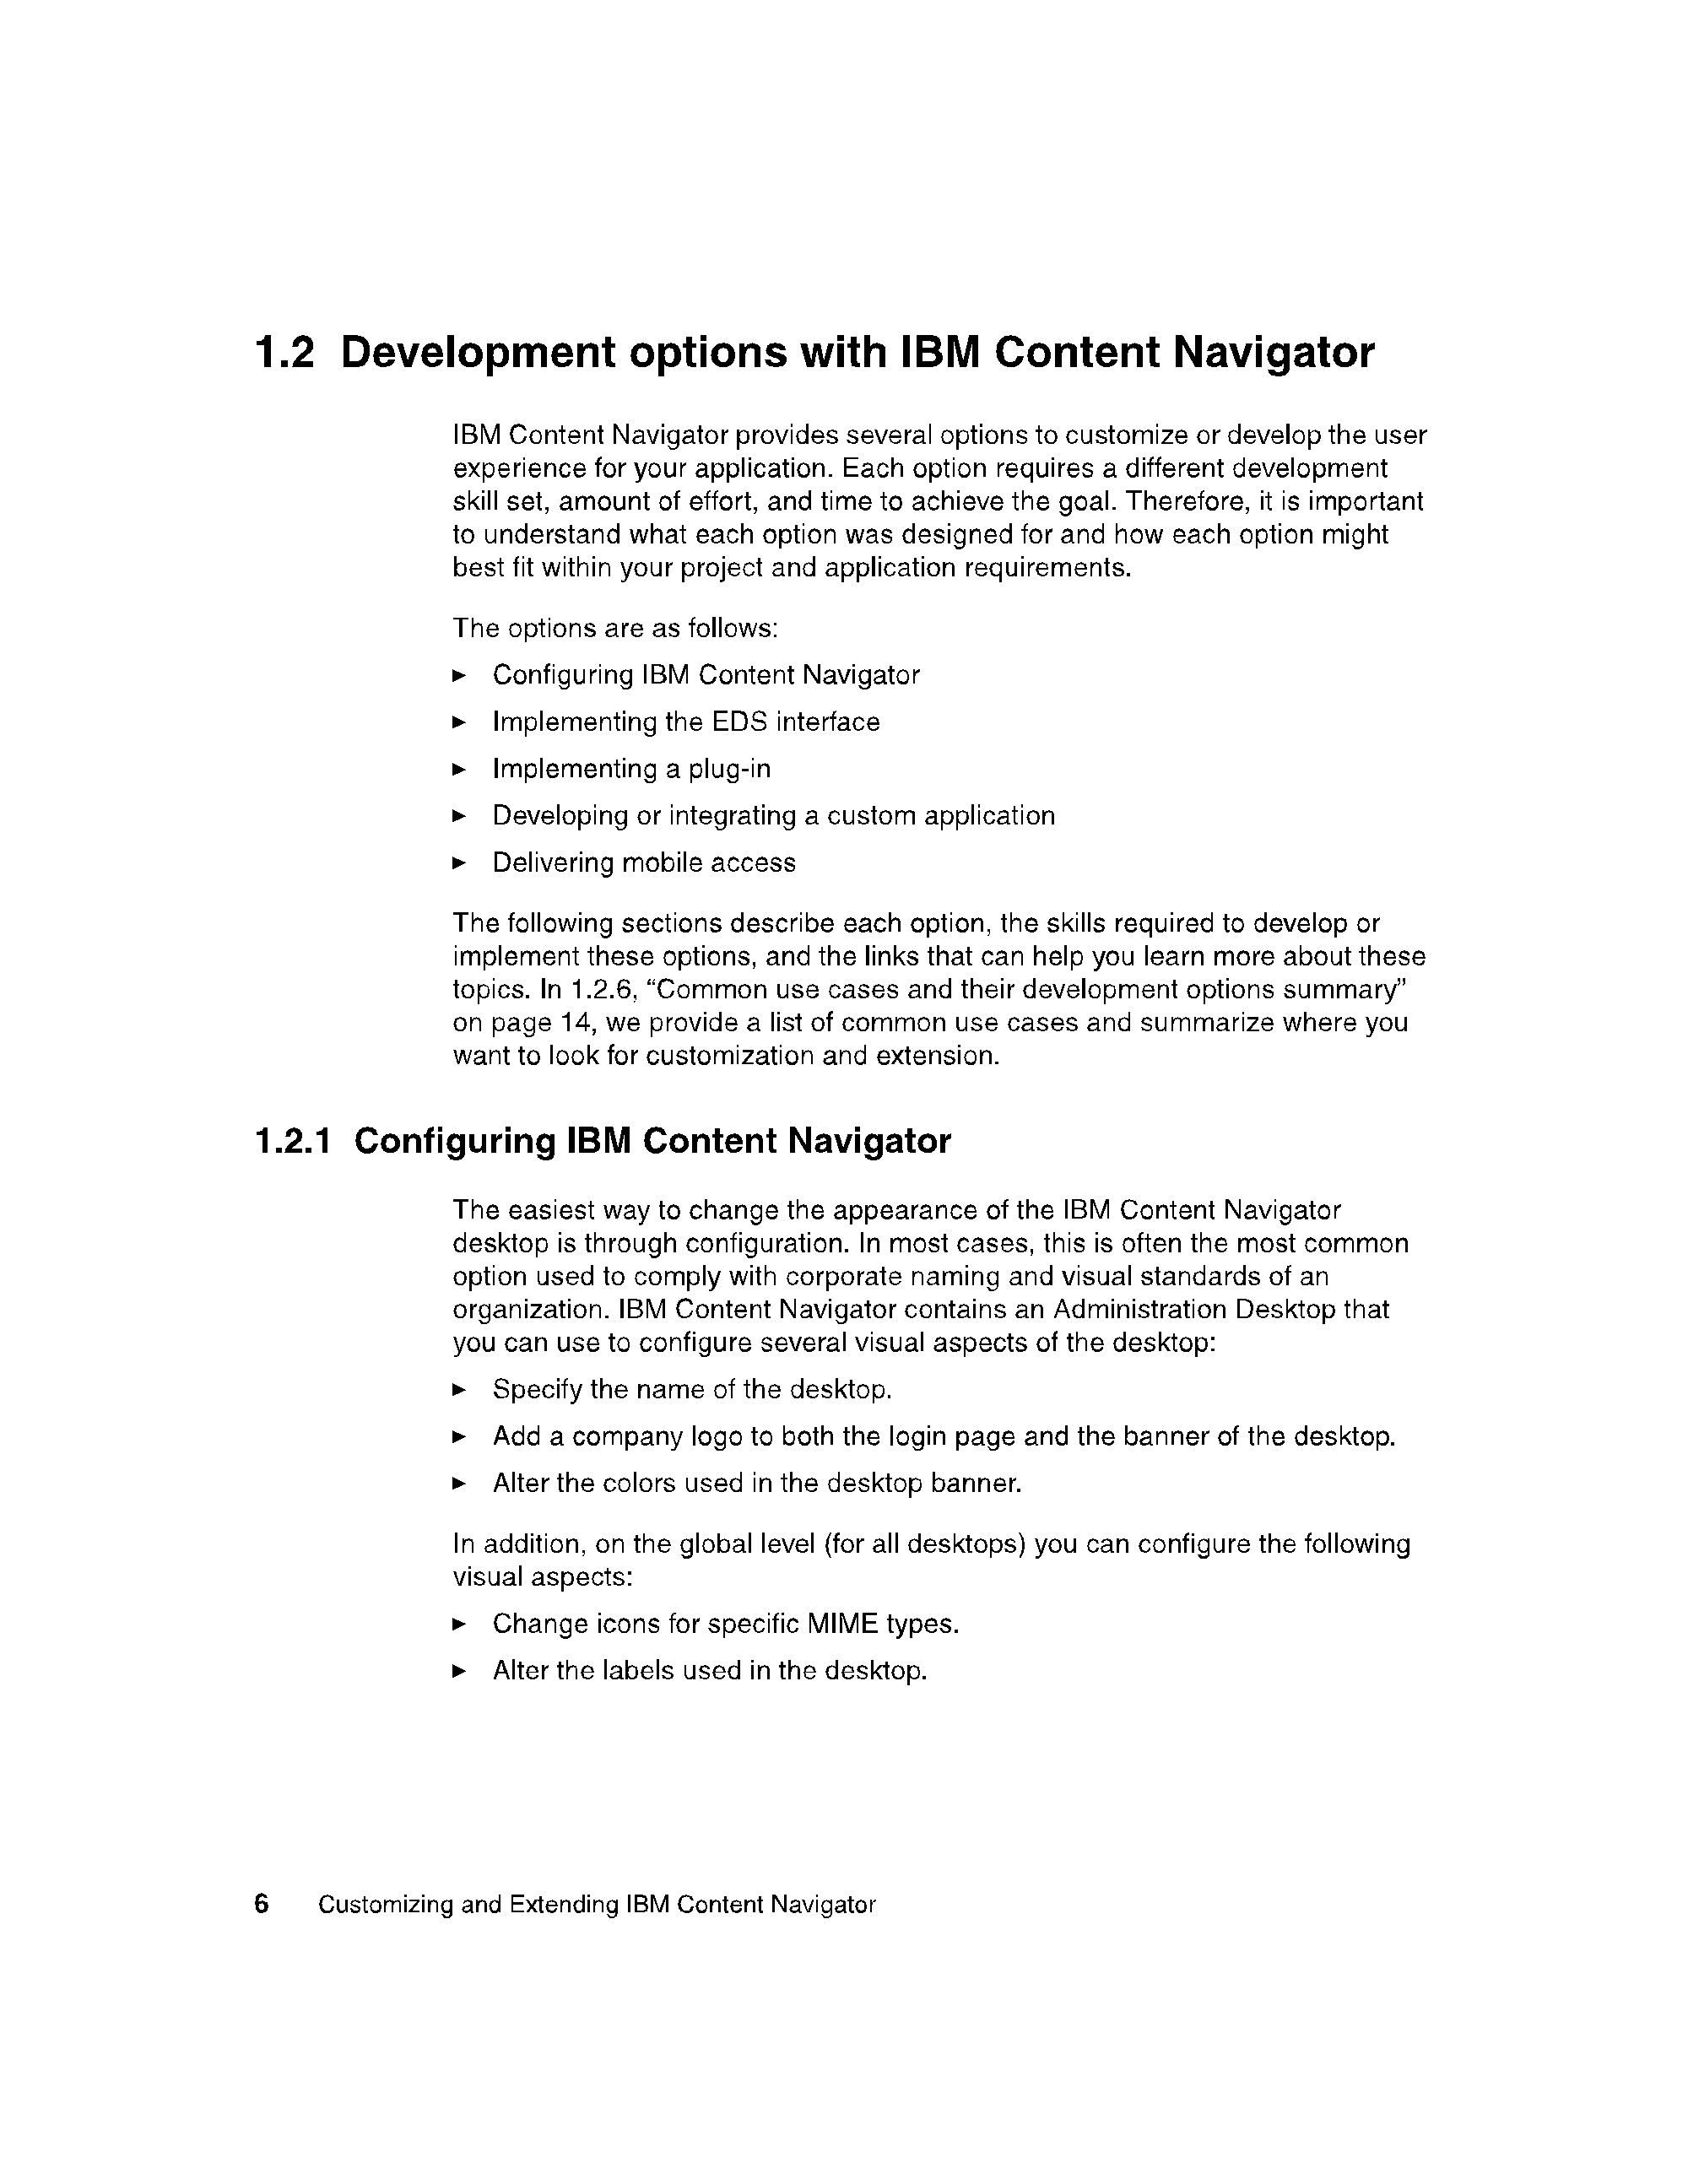 1.2 Development options with IBM Content Navigator
IBM Content Navigator provides several options to customize or develop the user
experience for your application. Each option requires a different development
skill set, amount of effort, and time to achieve the goal. Therefore, it is important
to understand what each option was designed for and how each option might
best fit within your project and application requirements.
The options are as follows:
► Configuring IBM Content Navigator
► Implementing the EDS interface
► Implementing a plug-in
► Developing or integrating a custom application
► Delivering mobile access
The following sections describe each option, the skills required to develop or
implement these options, and the links that can help you learn more about these
topics. In 1.2.6, “Common use cases and their development options summary”
on page 14, we provide a list of common use cases and summarize where you
want to look for customization and extension.
1.2.1 Configuring IBM Content Navigator
The easiest way to change the appearance of the IBM Content Navigator
desktop is through configuration. In most cases, this is often the most common
option used to comply with corporate naming and visual standards of an
organization. IBM Content Navigator contains an Administration Desktop that
you can use to configure several visual aspects of the desktop:
► Specify the name of the desktop.
► Add a company logo to both the login page and the banner of the desktop.
► Alter the colors used in the desktop banner.
In addition, on the global level (for all desktops) you can configure the following
visual aspects:
► Change icons for specific MIME types.
► Alter the labels used in the desktop.
6 Customizing and Extending IBM Content Navigator